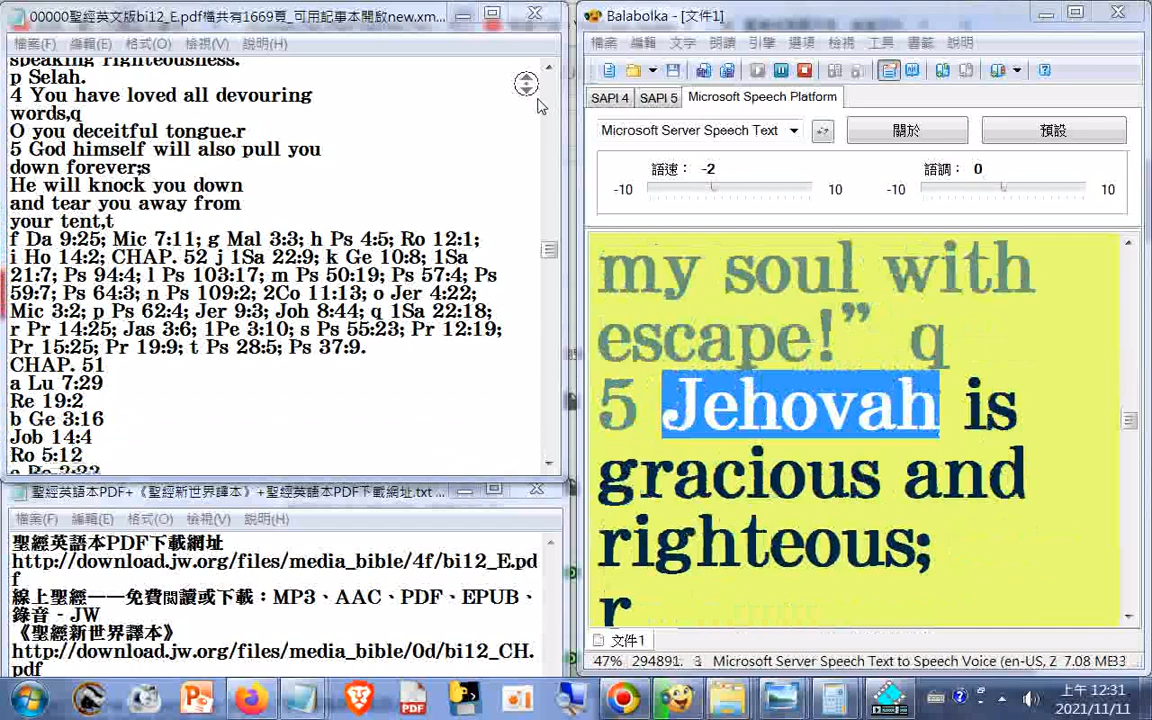 00000聖經英文版bi12_E.pdf檔共有1669頁_可用記事本開啟new.xm...
檔案(F) 編輯(E) 格式(O) 檢視(V) 說明(H)
speaking righteousness.
p Selah.
4 You have loved all devouring
words,q
O you deceitful tongue.r
5 God himself will also pull you
down forever;s
He will knock you down
and tear you away from
your tent,t
f Da 9:25; Mic 7:11; g Mal 3:3; h Ps 4:5; Ro 12:1;
i Ho 14:2; CHAP. 52 j 1Sa 22:9; k Ge 10:8; 1Sa
21:7; Ps 94:4; l Ps 103:17; m Ps 50:19; Ps 57:4; Ps
59:7; Ps 64:3; n Ps 109:2; 2Co 11:13; o Jer 4:22;
Mic 3:2; p Ps 62:4; Jer 9:3; Joh 8:44; q 1Sa 22:18;
r Pr 14:25; Jas 3:6; 1Pe 3:10; s Ps 55:23; Pr 12:19;
Pr 15:25; Pr 19:9; t Ps 28:5; Ps 37:9.
CHAP. 51
a Lu 7:29
Re 19:2
b Ge 3:16
Job 14:4
Ro 5:12
c Ro 2:23
聖經英語本PDF+《聖經新世界譯本》+聖經英語本PDF下載網址.txt ...
檔案(F) 編輯(E) 格式(O) 檢視(V) 說明(H)
聖經英語本PDF下載網址
http://download.jw.org/files/media_bible/4f/bi12_E.pd
f
線上聖經——免費閱讀或下載：MP3、AAC、PDF、EPUB、
錄音 - JW
《聖經新世界譯本》
http://download.jw.org/files/media_bible/0d/bi12_CH.
pdf
Balabolka - [文件1]
檔案 編輯 文字 朗讀 引擎 選項 檢視 工具 書籤 說明
SAPI 4 SAPI 5 Microsoft Speech Platform
Microsoft Server Speech Text 關於 預設
語速： -2 語調： 0
-10 10 -10 10
my soul with
escape!” q
5 Jehovah is
gracious and
righteous;
r
文件1
47% 294891. Microsoft Server Speech Text to Speech Voice (en-US, Z 7.08 MB3
上午 12:31
2021/11/11